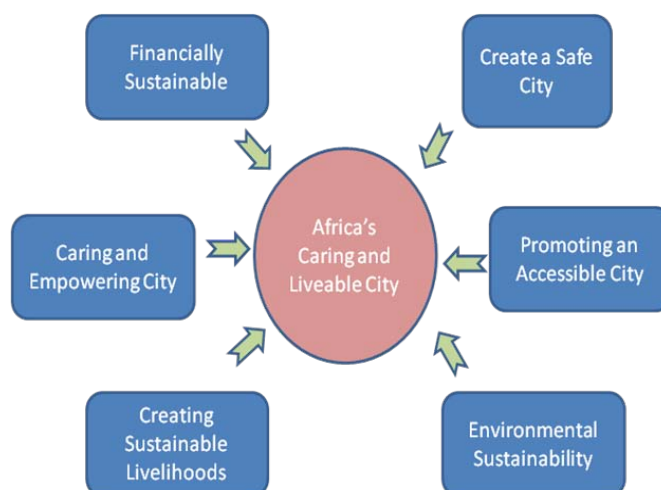 Financially
Sustainable
Create a Safe
City
Africa's
Caring and
Liveable City
Caring and
Empowering City
Promoting an
Accessible City
Creating
Sustainable
Livelihoods
Environmental
Sustainability